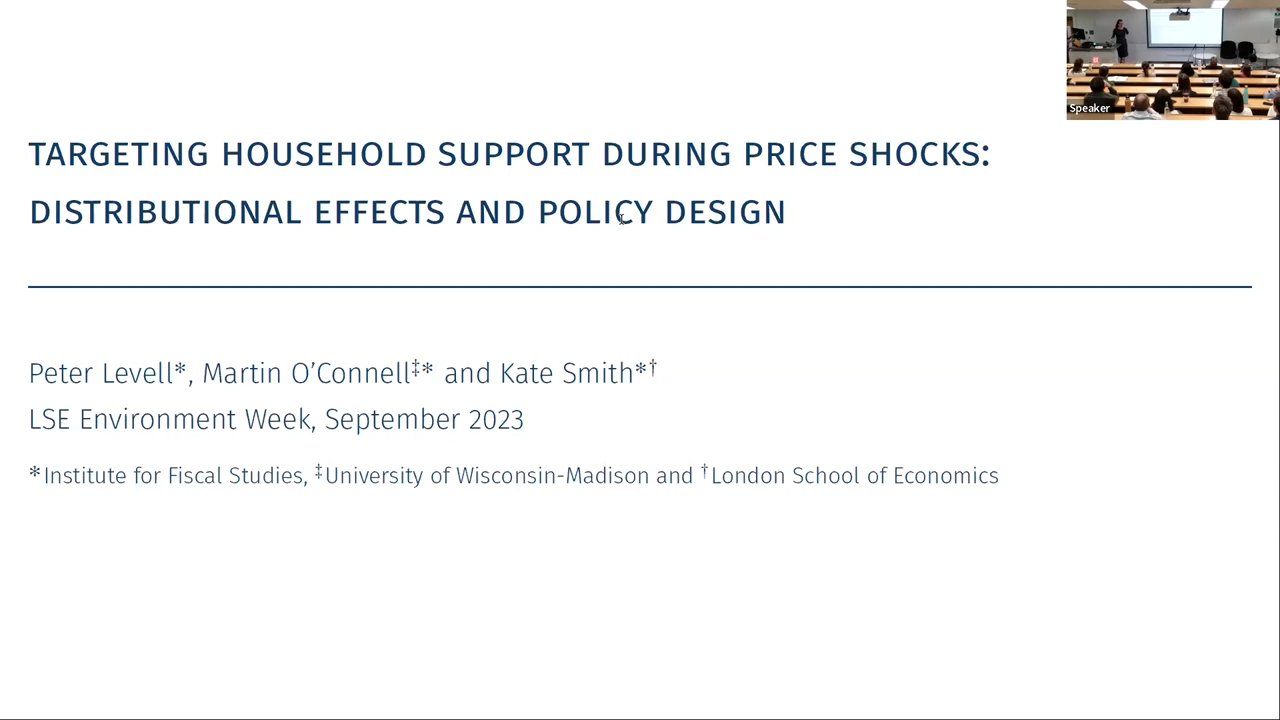 Speaker
TARGETING HOUSEHOLD SUPPORT DURING PRICE SHOCKS:
DISTRIBUTIONAL EFFECTS AND POLICY DESIGN
Peter Levell*, Martin O’Connell‡* and Kate Smith*†
LSE Environment Week, September 2023
*Institute for Fiscal Studies, ‡University of Wisconsin-Madison and †London School of Economics